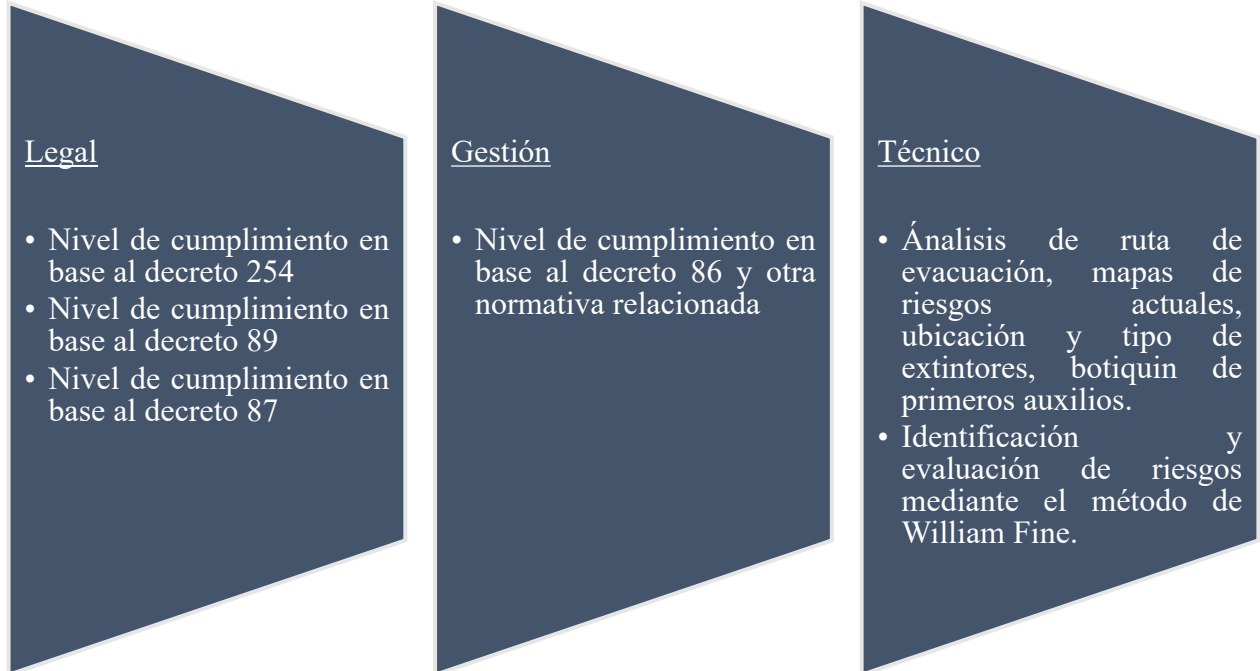 Legal
• Nivel de cumplimiento en
base al decreto 254
• Nivel de cumplimiento en
base al decreto 89
• Nivel de cumplimiento en
base al decreto 87
Gestión
• Nivel de cumplimiento en
base al decreto 86 y otra
normativa relacionada
Técnico
• Ánalisis de ruta de
evacuación, mapas de
riesgos actuales,
ubicación y tipo de
extintores, botiquin de
primeros auxilios.
• Identificación y
evaluación de riesgos
mediante el método de
William Fine.